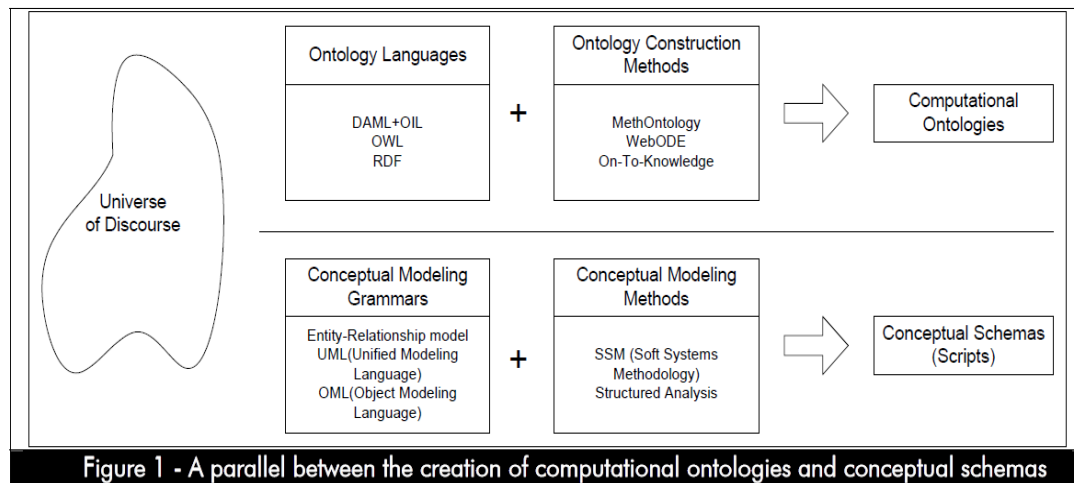 Universe
of Discourse
Ontology Languages
DAML+OIL
OWL
RDF
+
Ontology Construction
Methods
MethOntology
WebODE
On-To-Knowledge
Computational
Ontologies
Conceptual Modeling
Grammars
Entity-Relationship model
UML(Unified Modeling
Language)
OML(Object Modeling
Language)
+
Conceptual Modeling
Methods
SSM (Soft Systems
Methodology)
Structured Analysis
Conceptual Schemas
(Scripts)
Figure 1 - A parallel between the creation of computational ontologies and conceptual schemas